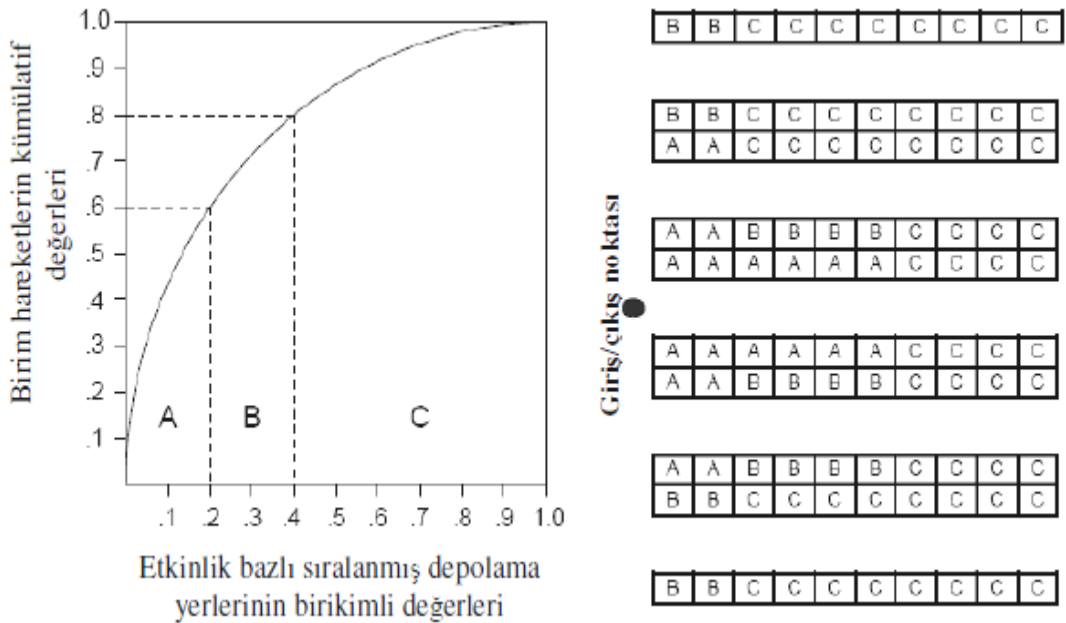 Birim hareketlerin kümülatif
değerleri
1.0
.9
.8
.7
.6
.5
.4
.3
.2
.1
A B C
.1 .2 .3 .4 .5 .6 .7 .8 .9 1.0
Etkinlik bazlı sıralanmış depolama
yerlerinin birikimli değerleri
Giriş/çıkış noktası
B B C C C C C C C C
B B C C C C C C C C
A A C C C C C C C C
A A B B B B C C C C
A A A A A A C C C C
A A A A A A C C C C
A A B B B B C C C C
A A B B B B C C C C
B B C C C C C C C C
B B C C C C C C C C